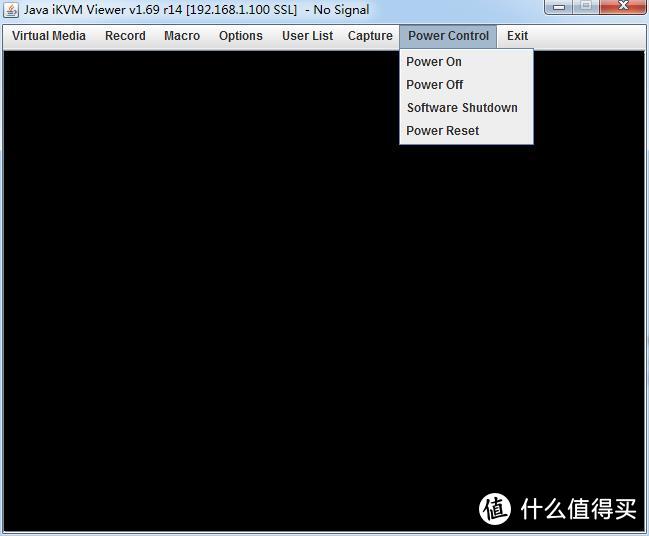 Java iKVM Viewer v1.69 r14 [192.168.1.100 SSL] - No Signal
Virtual Media Record Macro Options User List Capture Power Control Exit
Power On
Power Off
Software Shutdown
Power Reset
值 什么值得买